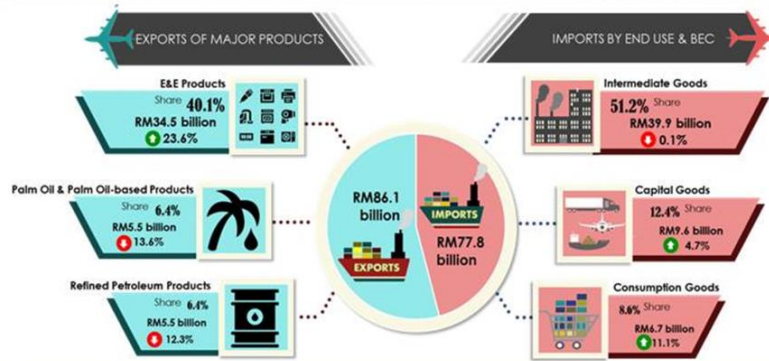 EXPORTS OF MAJOR PRODUCTS
IMPORTS BY END USE & BEC
E&E Products
Share 40.1%
RM34.5 billion
23.6%
Palm Oil & Palm Oil-based Products
Share 6.4%
RM5.5 billion
13.6%
Refined Petroleum Products
Share 6.4%
RM5.5 billion
12.3%
RM86.1
billion
EXPORTS
IMPORTS
RM77.8
billion
Intermediate Goods
51.2% Share
RM39.9 billion
0.1%
Capital Goods
12.4% Share
RM9.6 billion
4.7%
Consumption Goods
8.6% Share
RM6.7 billion
11.1%